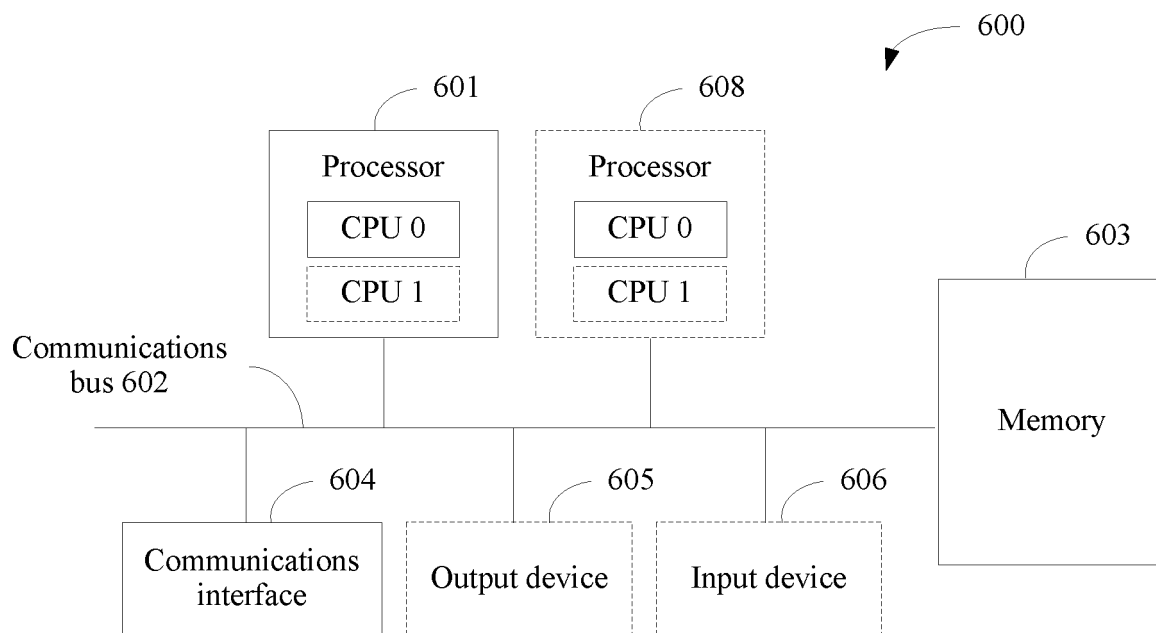 600
601
608
Processor
Processor
CPU 0
CPU 0
603
CPU 1
CPU 1
Communications
bus 602
Memory
604
605
606
Communications
interface
Output device
Input device